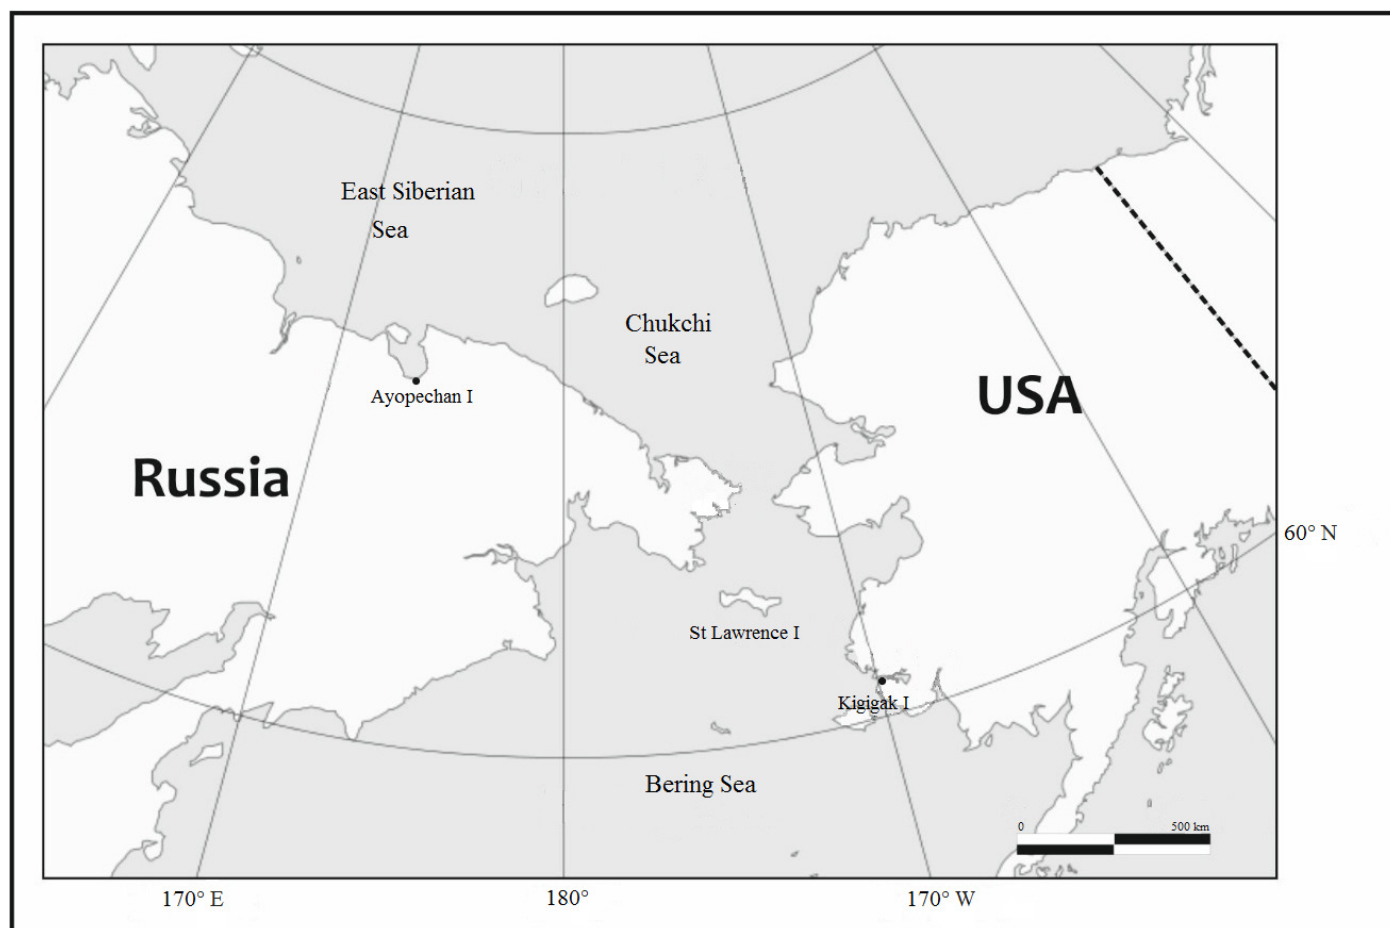 East Siberian
Sea
Chukchi
Sea
USA
Ayopechan I
Russia
60° N
St Lawrence I
Kigigak I
Bering Sea
0 500 km
170° E 180° 170° W